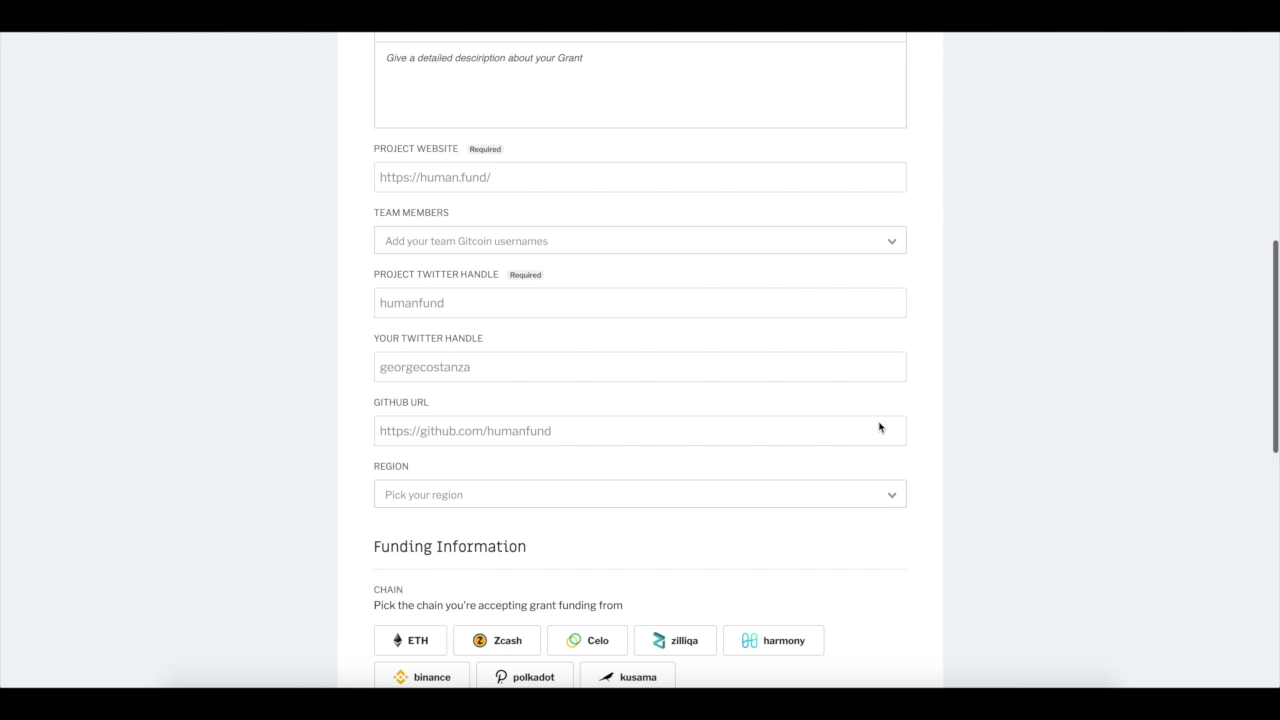 Give a detailed desciription about your Grant
PROJECT WEBSITE Required
https://human.fund/
TEAM MEMBERS
Add your team Gitcoin usernames
PROJECT TWITTER HANDLE Required
humanfund
YOUR TWITTER HANDLE
georgecostanza
GITHUB URL
https://github.com/humanfund
REGION
Pick your region
Funding Information
CHAIN
Pick the chain you're accepting grant funding from
ETH Zcash Celo zilliqa harmony
binance polkadot kusama